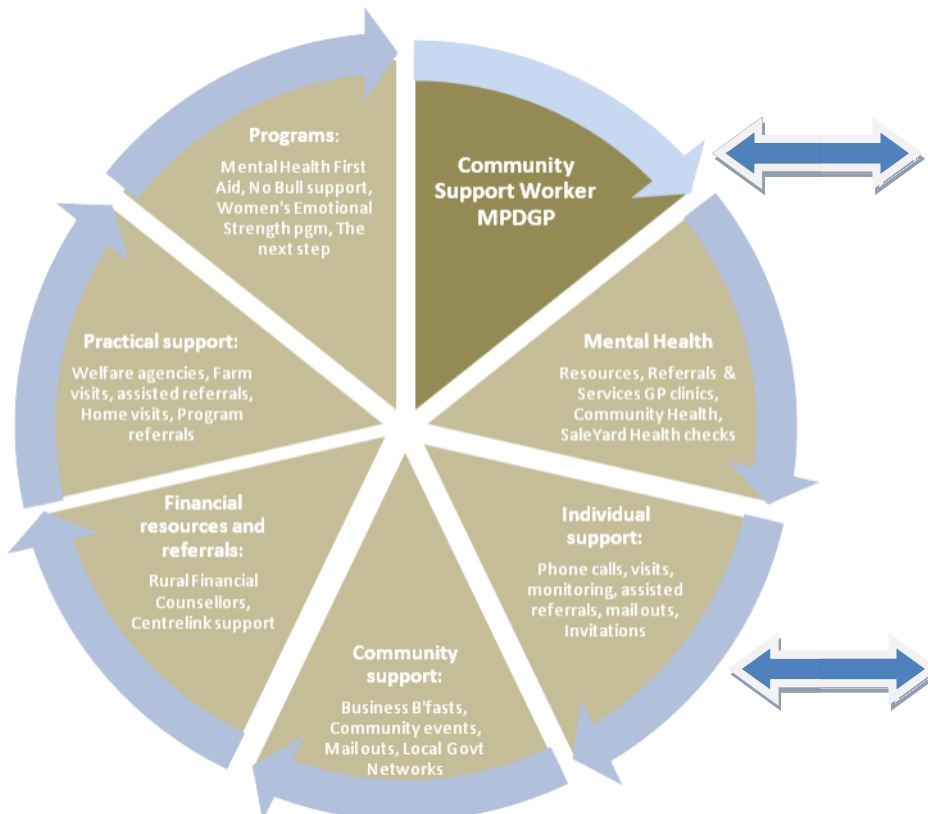 Programs:
Mental Health First
Aid, No Bull support,
Women's Emotional
Strength pgm, The
next step
Community
Support Worker
MPDGP
Mental Health
Resources, Referrals &
Services GP clinics,
Community Health,
SaleYard Health checks
Individual
support:
Phone calls, visits,
monitoring, assisted
referrals, mail outs,
Invitations
Community
support:
Business B'fasts,
Community events,
Mail outs, Local Govt
Networks
Financial
resources and
referrals:
Rural Financial
Counsellors,
Centrelink support
Practical support:
Welfare agencies, Farm
visits, assisted referrals,
Home visits, Program
referrals